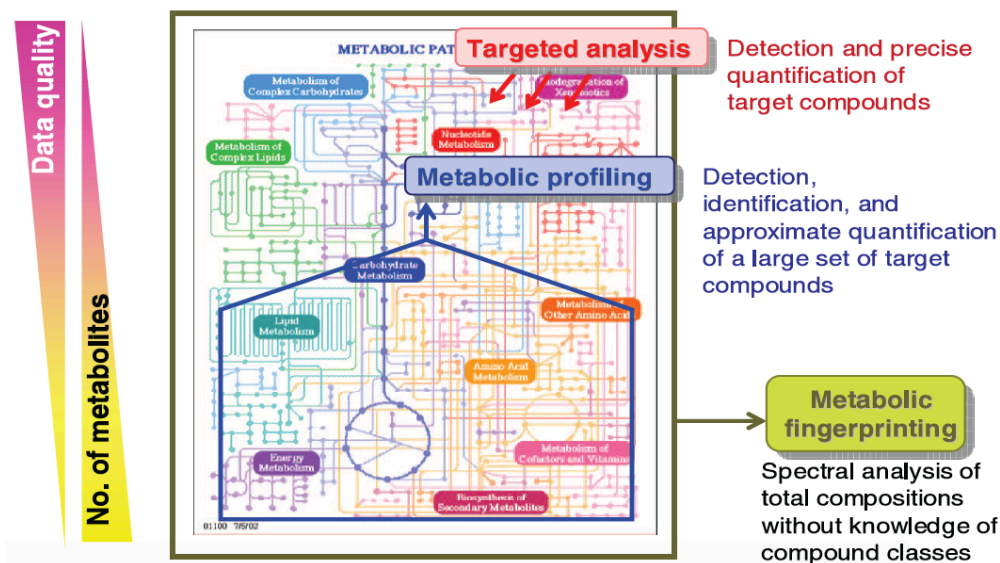 Data quality
No. of metabolites
METABOLIC PAT
Targeted analysis
Detection and precise
quantification of
target compounds
Metabolism of
Complex Carbohydrates
Biodegradation of
Xenobiotics
Nucleotide
Metabolism
Metabolism of
Complex Lipids
Metabolic profiling
Detection,
identification, and
approximate quantification
of a large set of target
compounds
Carbohydrate
Metabolism
Lipid
Metabolism
Metabolism of
Other Amino Acids
Amino Acid
Metabolism
Metabolic
fingerprinting
Spectral analysis of
total compositions
without knowledge of
compound classes
Energy
Metabolism
Metabolism of
Cofactors and Vitamins
Biosynthesis of
Secondary Metabolites
01100 7/5/02